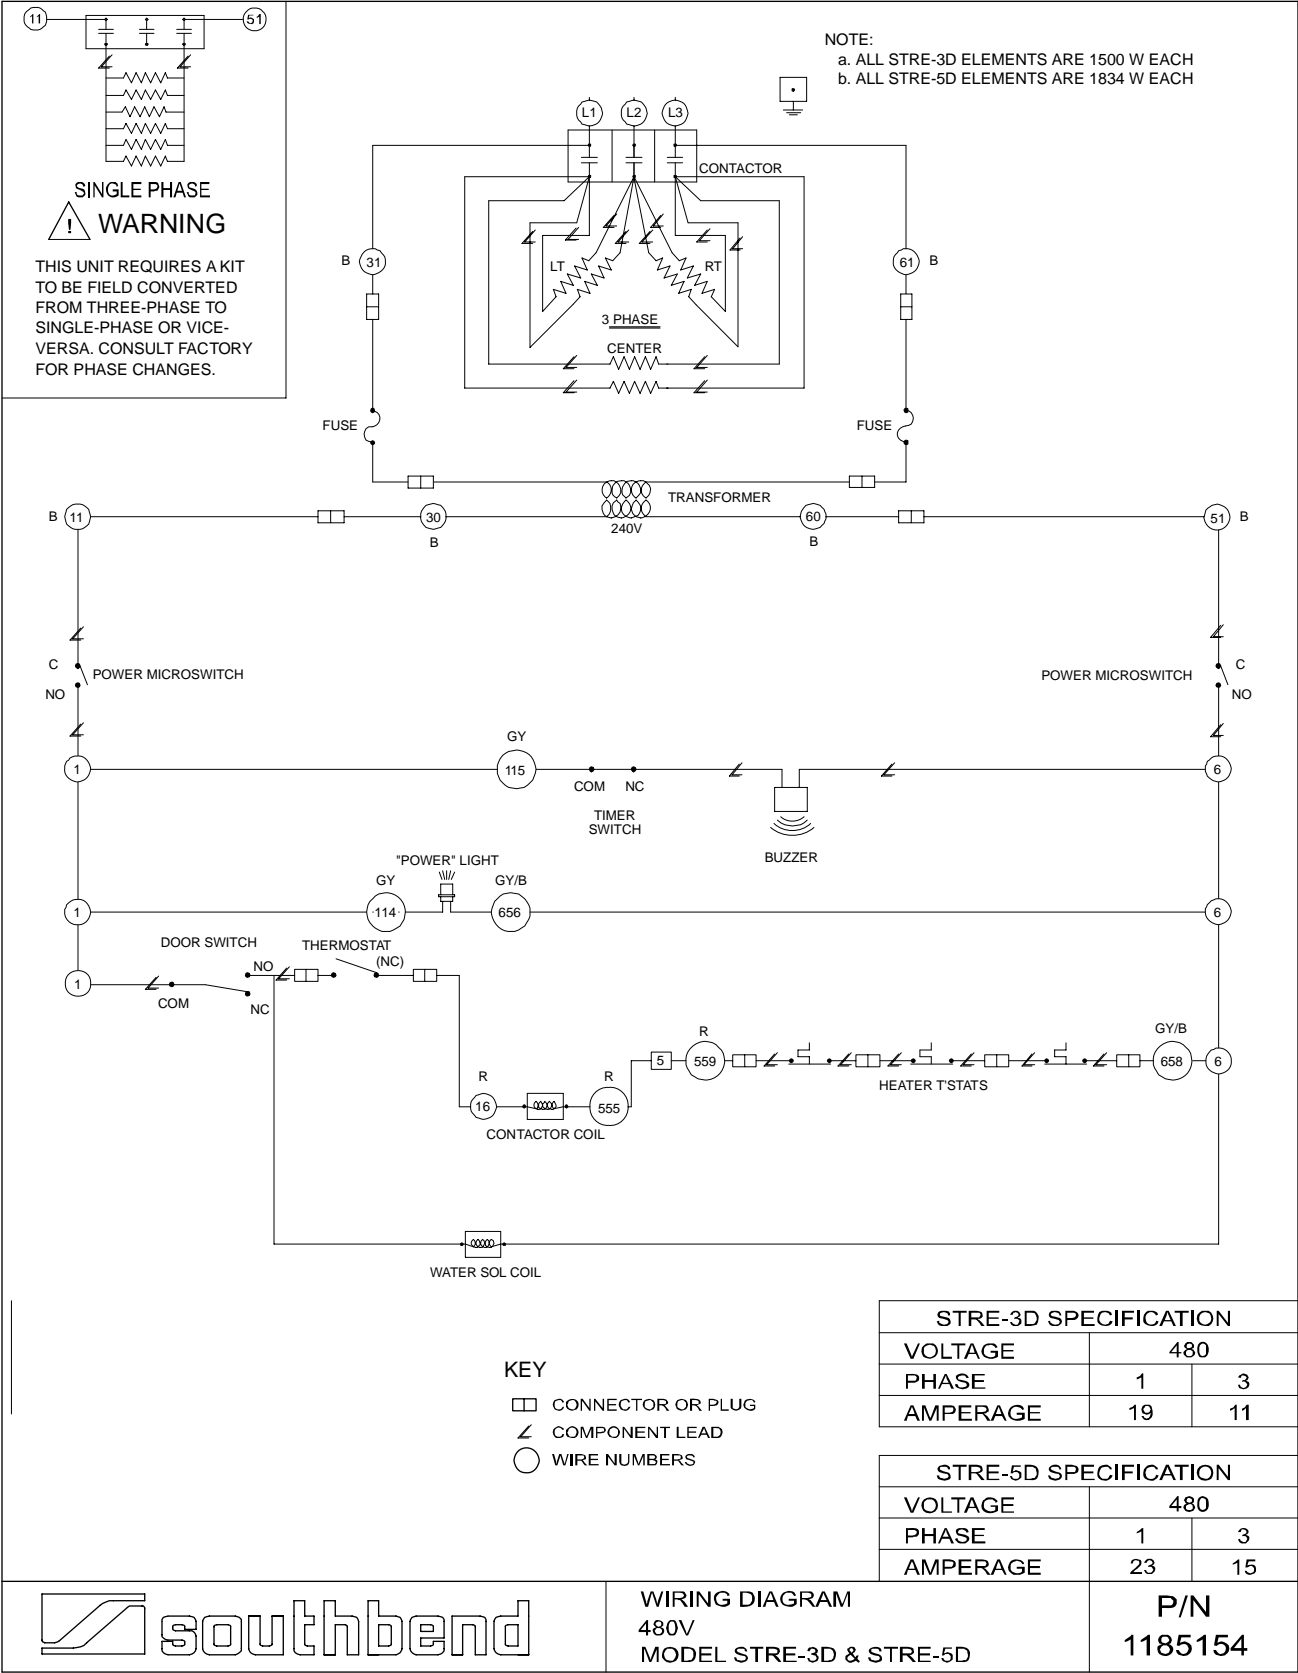 11
51
SINGLE PHASE
! WARNING
THIS UNIT REQUIRES A KIT
TO BE FIELD CONVERTED
FROM THREE-PHASE TO
SINGLE-PHASE OR VICE-
VERSA. CONSULT FACTORY
FOR PHASE CHANGES.
NOTE:
a. ALL STRE-3D ELEMENTS ARE 1500 W EACH
b. ALL STRE-5D ELEMENTS ARE 1834 W EACH
L1 L2 L3
CONTACTOR
B 31
LT
RT
61 B
3 PHASE
CENTER
FUSE
FUSE
TRANSFORMER
B 11
30
B
240V
60
B
51 B
C
POWER MICROSWITCH
NO
POWER MICROSWITCH
C
NO
GY
1
115
COM NC
TIMER
SWITCH
BUZZER
6
"POWER" LIGHT
GY
GY/B
1
114
656
6
DOOR SWITCH
THERMOSTAT
(NC)
NO
1
COM
NC
R
GY/B
5
559
658
6
HEATER T'STATS
R
R
16
555
CONTACTOR COIL
WATER SOL COIL
KEY
CONNECTOR OR PLUG
COMPONENT LEAD
WIRE NUMBERS
STRE-3D SPECIFICATION
VOLTAGE 480
PHASE 1 3
AMPERAGE 19 11
STRE-5D SPECIFICATION
VOLTAGE 480
PHASE 1 3
AMPERAGE 23 15
southbend
WIRING DIAGRAM
480V
MODEL STRE-3D & STRE-5D
P/N
1185154